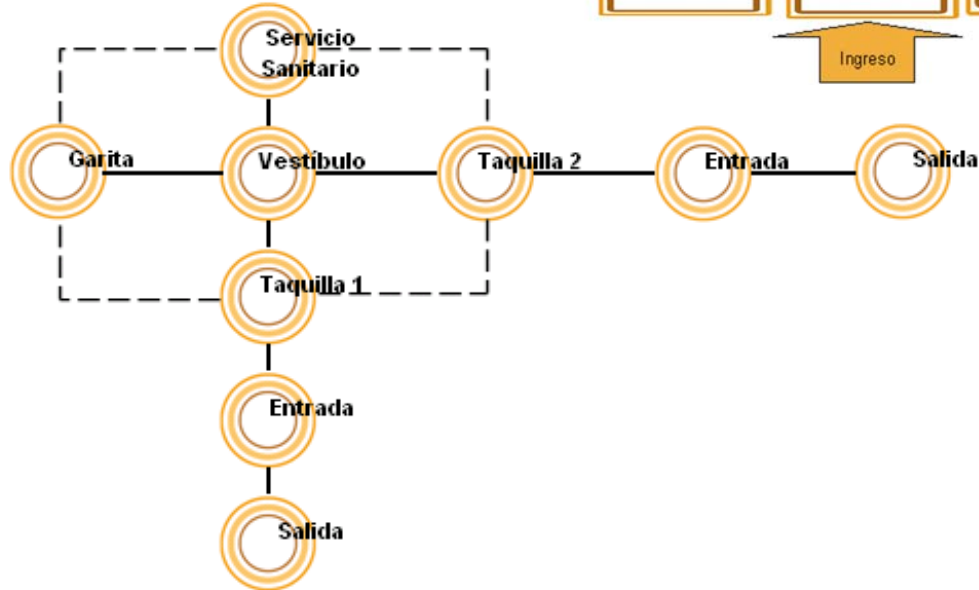 Servicio
Sanitario
Ingreso
Garita
Vestíbulo
Taquilla 2
Entrada
Salida
Taquilla 1
Entrada
Salida